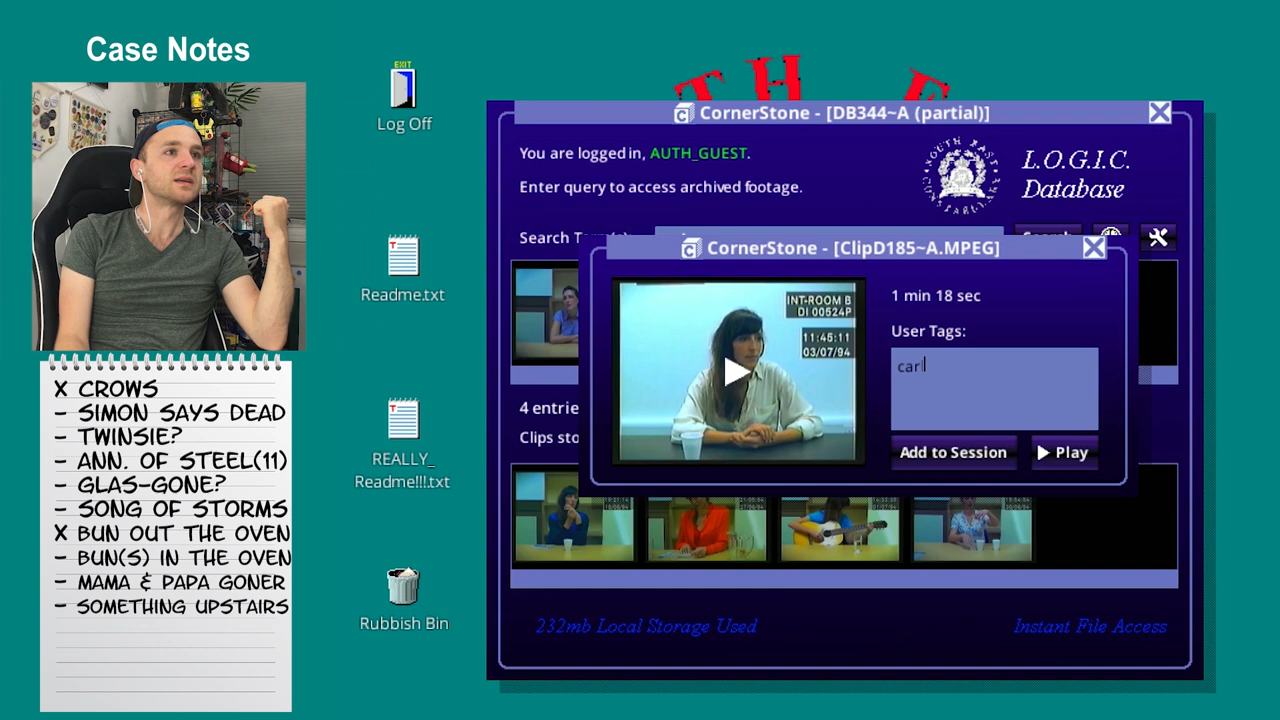 Case Notes
X CROWS
- SIMON SAYS DEAD
- TWINSIE?
- ANN. OF STEEL(11)
- GLAS-GONE?
- SONG OF STORMS
X BUN OUT THE OVEN
- BUN(S) IN THE OVEN
- MAMA & PAPA GONER
- SOMETHING UPSTAIRS
EXIT
Log Off
Readme.txt
REALLY_
Readme!!!.txt
Rubbish Bin
TH E
CornerStone - [DB344~A (partial)]
You are logged in, AUTH_GUEST.
Enter query to access archived footage.
L.O.G.I.C.
Database
Search
CornerStone - [ClipD185~A.MPEG]
INT-ROOM B
DI 00524P
11:45:11
03/07/94
1 min 18 sec
User Tags:
carl
Add to Session
Play
4 entrie
Clips sto
232mb Local Storage Used
Instant File Access